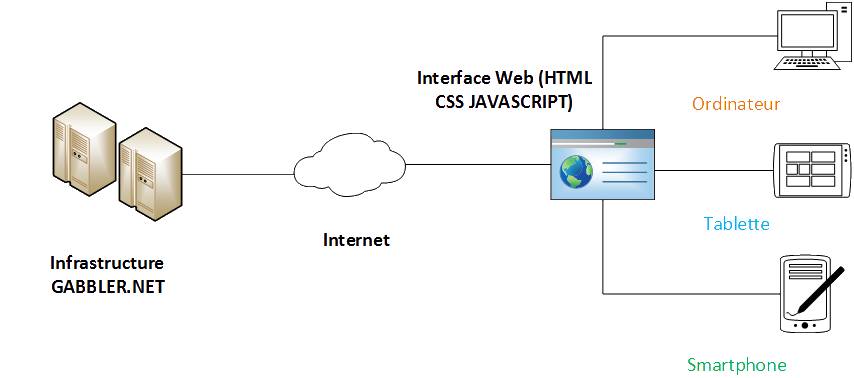 Interface Web (HTML
CSS JAVASCRIPT)
Ordinateur
Tablette
Internet
Infrastructure
GABBLER.NET
Smartphone